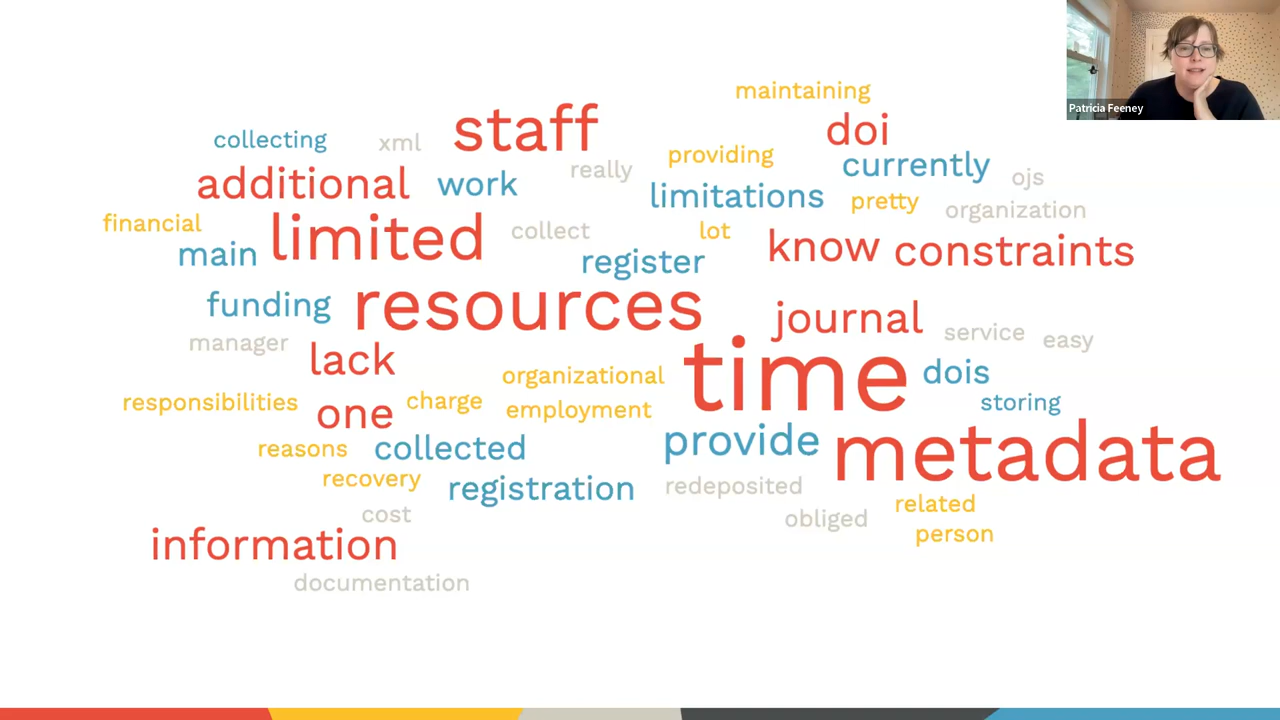 Patricia Feeney
maintaining
staff
doi
collecting
xml
providing
currently
really
additional
work
limitations
ojs
pretty
organization
financial
limited
collect
lot
know
constraints
main
register
funding
resources
journal
service
easy
manager
lack
time
dois
organizational
responsibilities
one
charge
employment
storing
provide
metadata
reasons
collected
recovery
registration
redeposited
related
cost
obliged
person
information
documentation